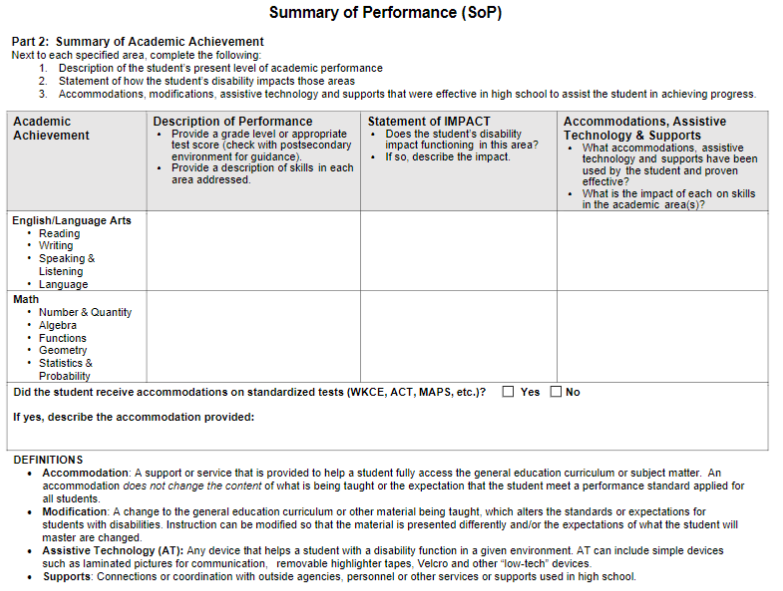 Summary of Performance (SoP)
Part 2: Summary of Academic Achievement
Next to each specified area, complete the following:
1. Description of the student's present level of academic performance
2. Statement of how the student's disability impacts those areas
3. Accommodations, modifications, assistive technology and supports that were effective in high school to assist the student in achieving progress.
Academic
Achievement
Description of Performance
• Provide a grade level or appropriate
test score (check with postsecondary
environment for guidance).
• Provide a description of skills in each
area addressed.
Statement of IMPACT
• Does the student's disability
impact functioning in this area?
• If so, describe the impact.
Accommodations, Assistive
Technology & Supports
• What accommodations, assistive
technology and supports have been
used by the student and proven
effective?
• What is the impact of each on skills
in the academic area(s)?
English/Language Arts
• Reading
• Writing
• Speaking &
Listening
• Language
Math
• Number & Quantity
• Algebra
• Functions
• Geometry
• Statistics &
Probability
Did the student receive accommodations on standardized tests (WKCE, ACT, MAPS, etc.)? ☐ Yes ☐ No
If yes, describe the accommodation provided:
DEFINITIONS
• Accommodation: A support or service that is provided to help a student fully access the general education curriculum or subject matter. An
accommodation does not change the content of what is being taught or the expectation that the student meet a performance standard applied for
all students.
• Modification: A change to the general education curriculum or other material being taught, which alters the standards or expectations for
students with disabilities. Instruction can be modified so that the material is presented differently and/or the expectations of what the student will
master are changed.
• Assistive Technology (AT): Any device that helps a student with a disability function in a given environment. AT can include simple devices
such as laminated pictures for communication, removable highlighter tapes, Velcro and other "low-tech" devices.
• Supports: Connections or coordination with outside agencies, personnel or other services or supports used in high school.